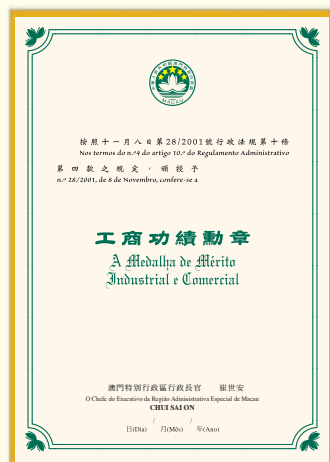 MACAU
按照十一月八日第28/2001號行政法規第十條
Nos termos do n.º4 do artigo 10.º do Regulamento Administrativo
第四款之規定，頒授予
n.º 28/2001, de 8 de Novembro, confere-se a
工商功績勳章
A Medalha de Mérito
Industrial e Comercial
澳門特別行政區行政長官 崔世安
O Chefe do Executivo da Região Administrativa Especial de Macau
CHUI SAI ON
/ /
日(Dia) 月(Mês) 年(Ano)